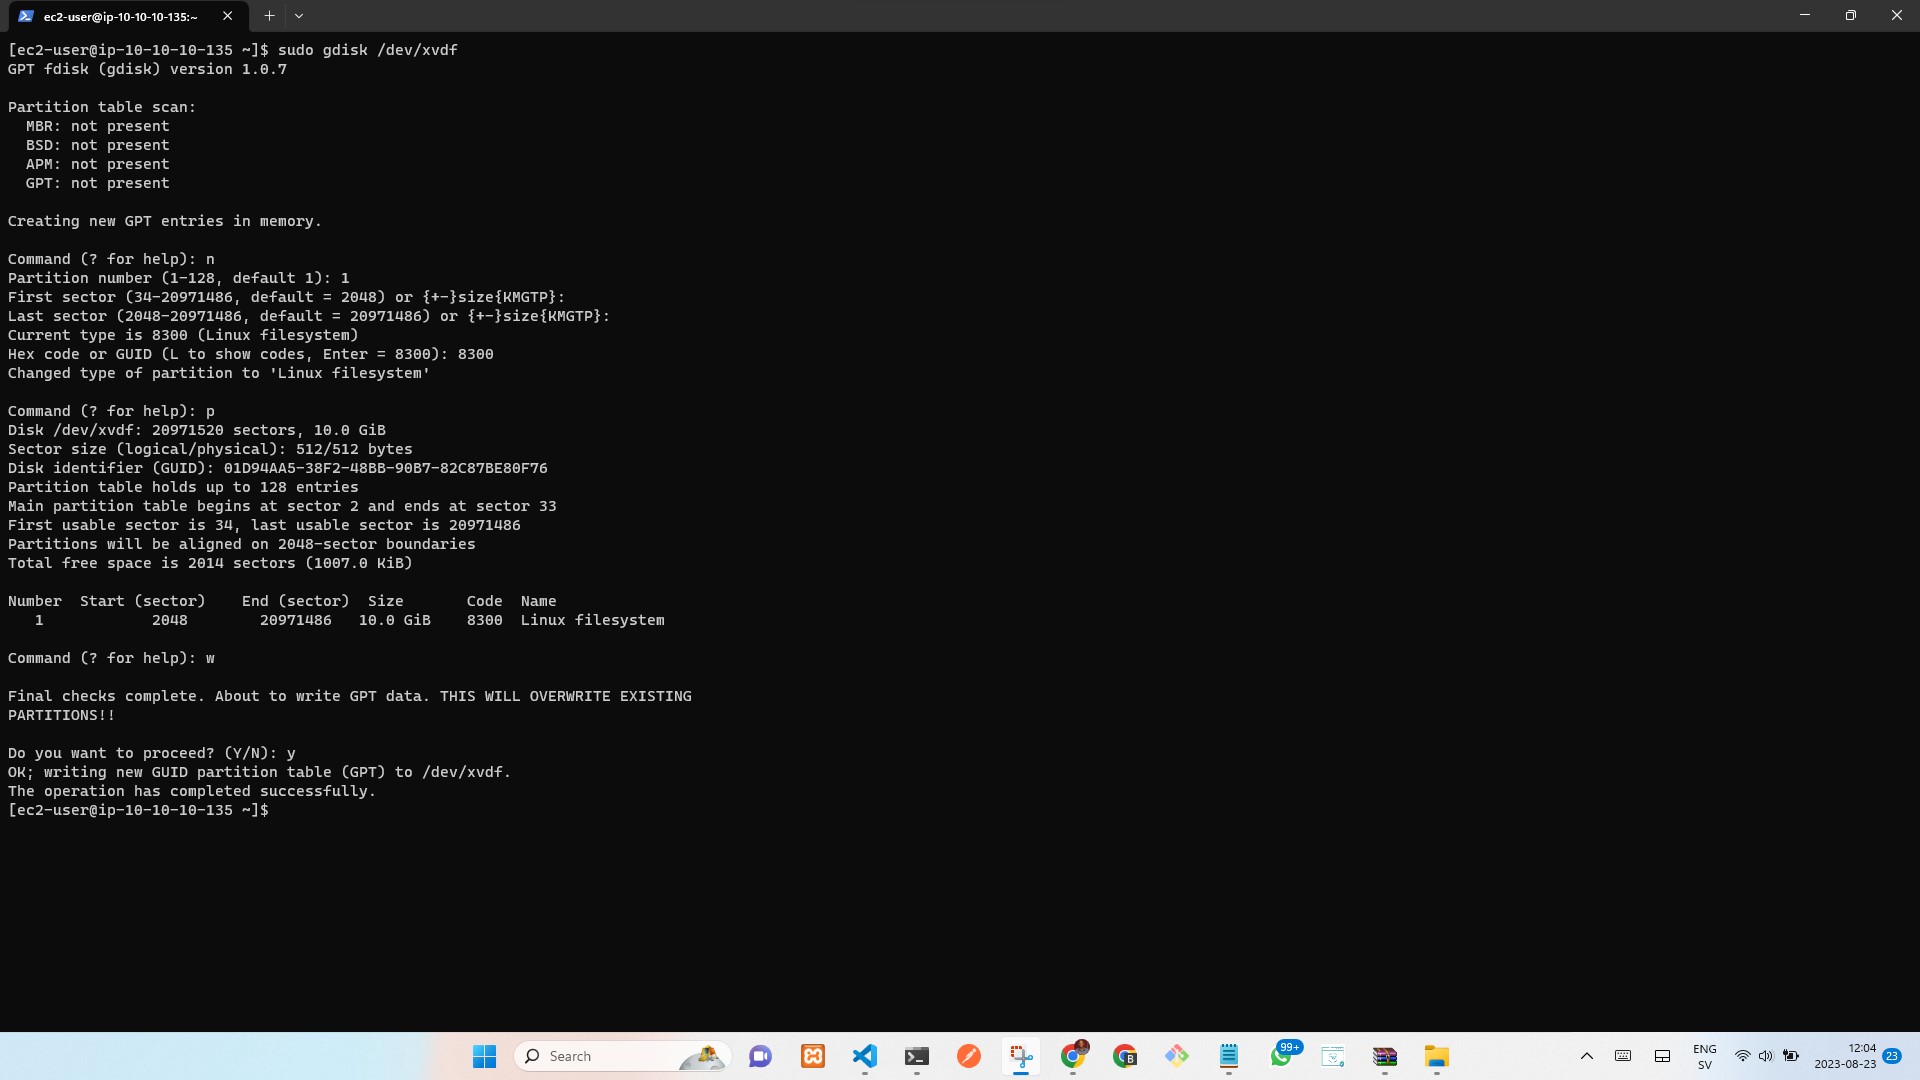 ec2-user@ip-10-10-10-135:~
[ec2-user@ip-10-10-10-135 ~]$ sudo gdisk /dev/xvdf
GPT fdisk (gdisk) version 1.0.7
Partition table scan:
MBR: not present
BSD: not present
APM: not present
GPT: not present
Creating new GPT entries in memory.
Command (? for help): n
Partition number (1-128, default 1): 1
First sector (34-20971486, default = 2048) or {+-}size{KMGTP}:
Last sector (2048-20971486, default = 20971486) or {+-}size{KMGTP}:
Current type is 8300 (Linux filesystem)
Hex code or GUID (L to show codes, Enter = 8300): 8300
Changed type of partition to 'Linux filesystem'
Command (? for help): p
Disk /dev/xvdf: 20971520 sectors, 10.0 GiB
Sector size (logical/physical): 512/512 bytes
Disk identifier (GUID): 01D94AA5-38F2-48BB-90B7-82C87BE80F76
Partition table holds up to 128 entries
Main partition table begins at sector 2 and ends at sector 33
First usable sector is 34, last usable sector is 20971486
Partitions will be aligned on 2048-sector boundaries
Total free space is 2014 sectors (1007.0 KiB)
Number  Start (sector)    End (sector)  Size       Code  Name
1            2048        20971486   10.0 GiB    8300  Linux filesystem
Command (? for help): w
Final checks complete. About to write GPT data. THIS WILL OVERWRITE EXISTING
PARTITIONS!!
Do you want to proceed? (Y/N): y
OK; writing new GUID partition table (GPT) to /dev/xvdf.
The operation has completed successfully.
[ec2-user@ip-10-10-10-135 ~]$
Search
B
99+
ENG
SV
12:04
2023-08-23
23